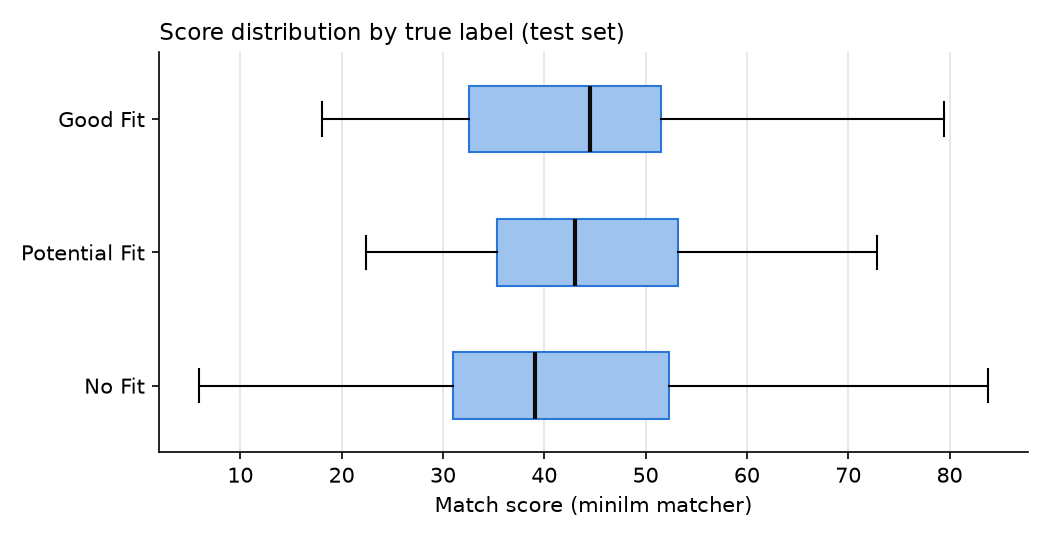 Score distribution by true label (test set)
Good Fit
Potential Fit
No Fit
10 20 30 40 50 60 70 80
Match score (minilm matcher)